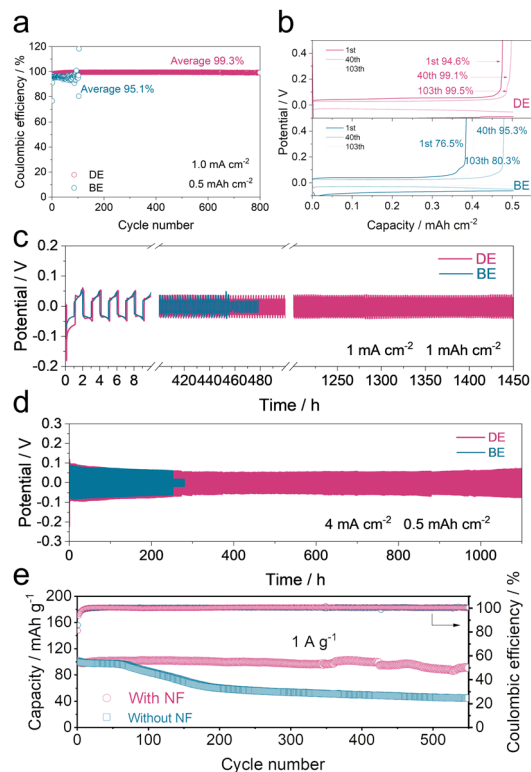 a
Coulombic efficiency / %
120
100
80
60
40
20
0
Average 99.3%
Average 95.1%
DE
BE
1.0 mA cm-2
0.5 mAh cm-2
0 200 400 600 800
Cycle number
b
Potential / V
0.4
0.2
0.0
1st
40th
103th
1st 94.6%
40th 99.1%
103th 99.5%
DE
0.4
0.2
0.0
1st
40th
103th
40th 95.3%
1st 76.5%
103th 80.3%
BE
0.0 0.1 0.2 0.3 0.4 0.5
Capacity / mAh cm-2
c
Potential / V
0.2
0.1
0.0
-0.1
-0.2
DE
BE
1 mA cm-2 1 mAh cm-2
0 2 4 6 8 420 440 460 480 1250 1300 1350 1400 1450
Time / h
d
Potential / V
0.3
0.2
0.1
0.0
-0.1
-0.2
-0.3
DE
BE
4 mA cm-2 0.5 mAh cm-2
0 200 400 600 800 1000
Time / h
e
Capacity / mAh g-1
200
160
120
80
40
0
1 A g-1
With NF
Without NF
100
80
60
40
20
0
Coulombic efficiency / %
0 100 200 300 400 500
Cycle number